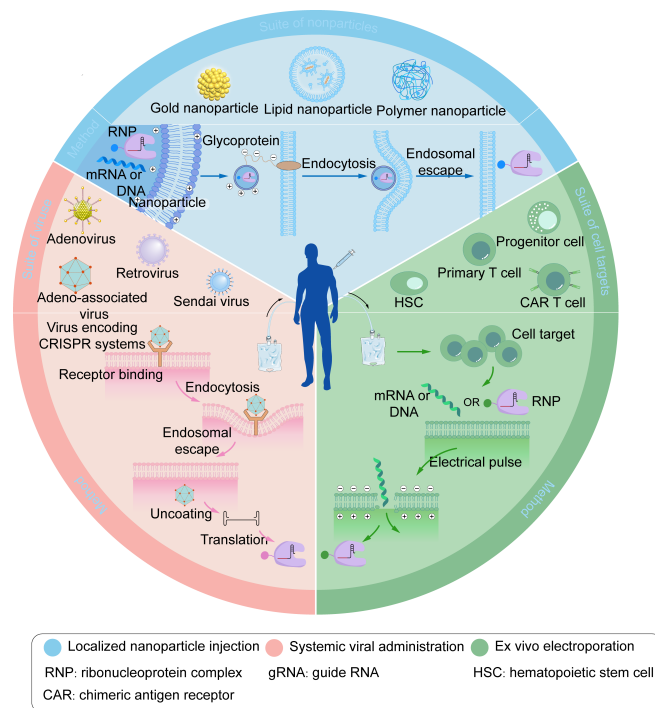 Suite of nonparticles
Gold nanoparticle
Lipid nanoparticle
Polymer nanoparticle
Method
RNP
mRNA or
DNA
Nanoparticle
Glycoprotein
Endocytosis
Endosomal
escape
Adenovirus
Retrovirus
Adeno-associated
virus
Sendai virus
Virus encoding
CRISPR systems
Receptor binding
Endocytosis
Endosomal
escape
Uncoating
Translation
Method
Suite of cell targets
Progenitor cell
Primary T cell
HSC
CAR T cell
Cell target
mRNA or
DNA
OR
RNP
Electrical pulse
Method
Localized nanoparticle injection
Systemic viral administration
Ex vivo electroporation
RNP: ribonucleoprotein complex
gRNA: guide RNA
HSC: hematopoietic stem cell
CAR: chimeric antigen receptor